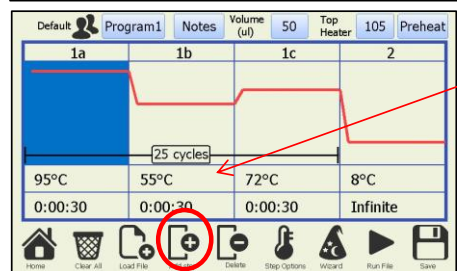 Default Program1 Notes Volume (ul) 50 Top Heater 105 Preheat
1a 1b 1c 2
25 cycles
95°C 55°C 72°C 8°C
0:00:30 0:00:30 0:00:30 Infinite
Home Clear All Load File Delete Step Options Wizard Run File Save